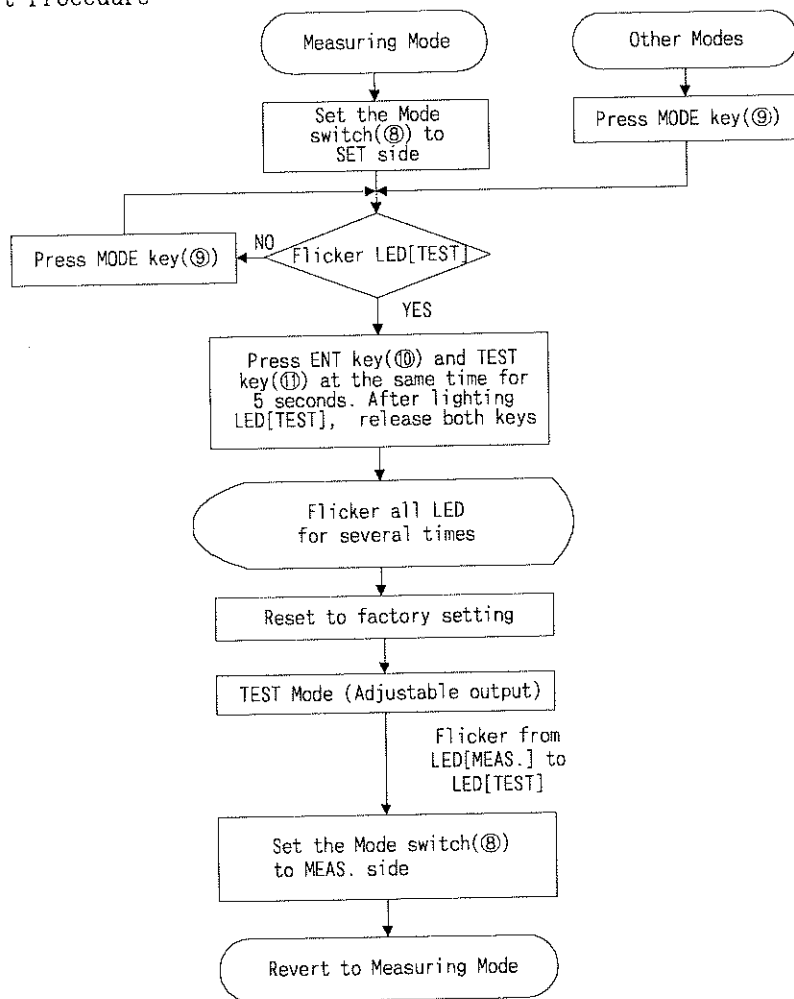 t Procedure
Measuring Mode
Other Modes
Set the Mode
switch(⑧) to
SET side
Press MODE key(⑨)
Press MODE key(⑨)
NO
Flicker LED[TEST]
YES
Press ENT key(⑩) and TEST
key(⑪) at the same time for
5 seconds. After lighting
LED[TEST], release both keys
Flicker all LED
for several times
Reset to factory setting
TEST Mode (Adjustable output)
Flicker from
LED[MEAS.] to
LED[TEST]
Set the Mode switch(⑧)
to MEAS. side
Revert to Measuring Mode